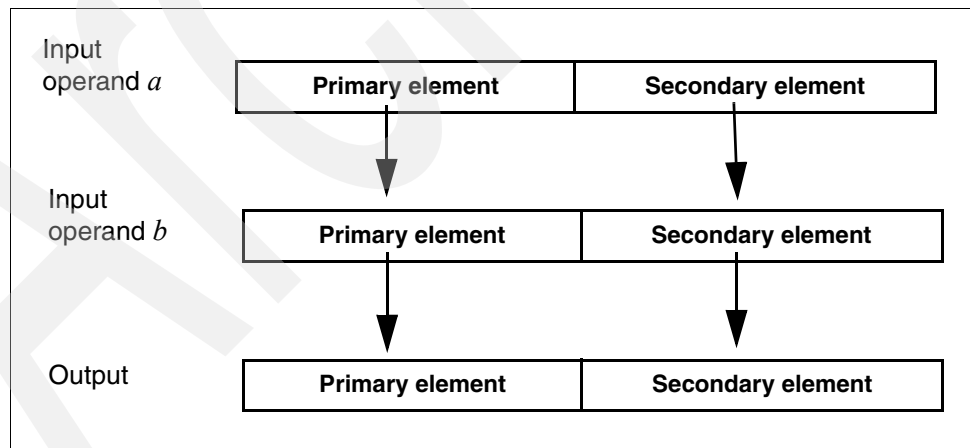 Input
operand a
Primary element Secondary element
Input
operand b
Primary element Secondary element
Output
Primary element Secondary element